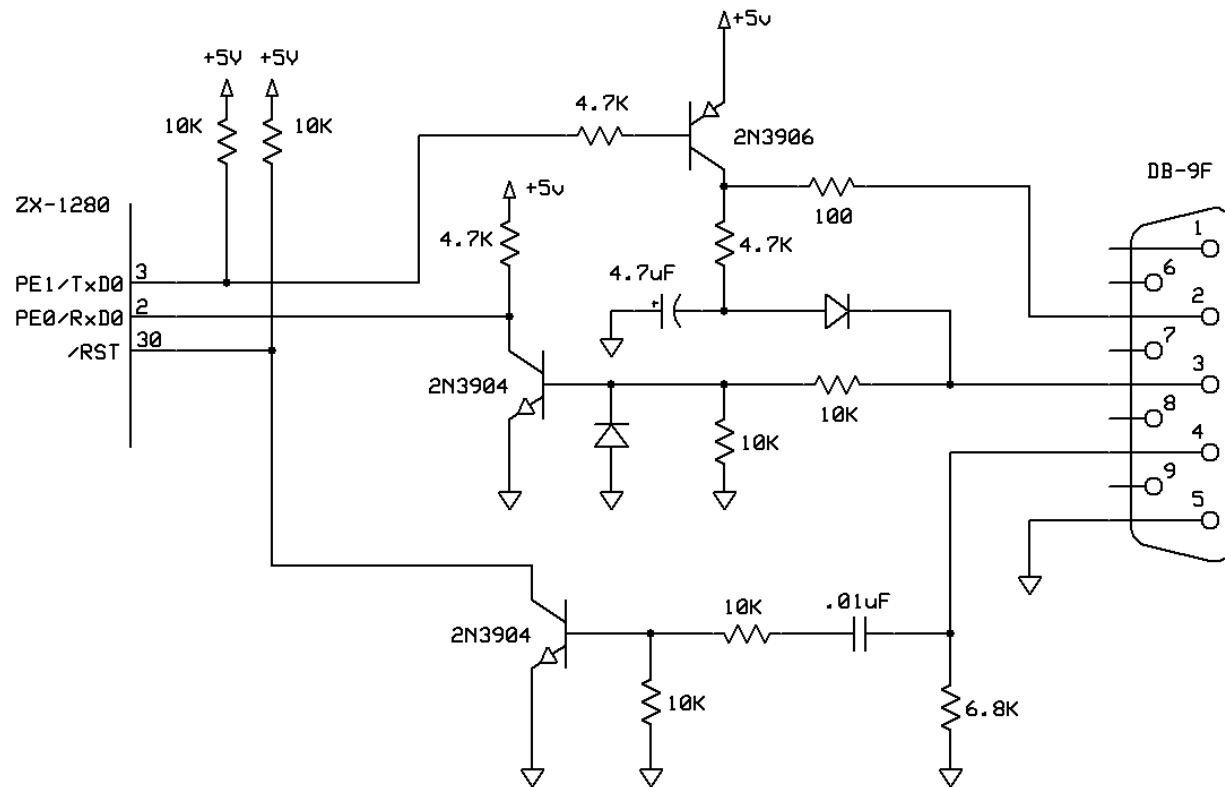 +5v
+5V +5V
4.7K
10K 10K
2N3906
DB-9F
+5v
ZX-1280
100
1
4.7K
4.7K
6
4.7uF
PE1/TxD0 3
2
+
PE0/RxD0 2
7
/RST 30
3
2N3904
10K
8
10K
4
9
5
.01uF
10K
2N3904
10K
6.8K